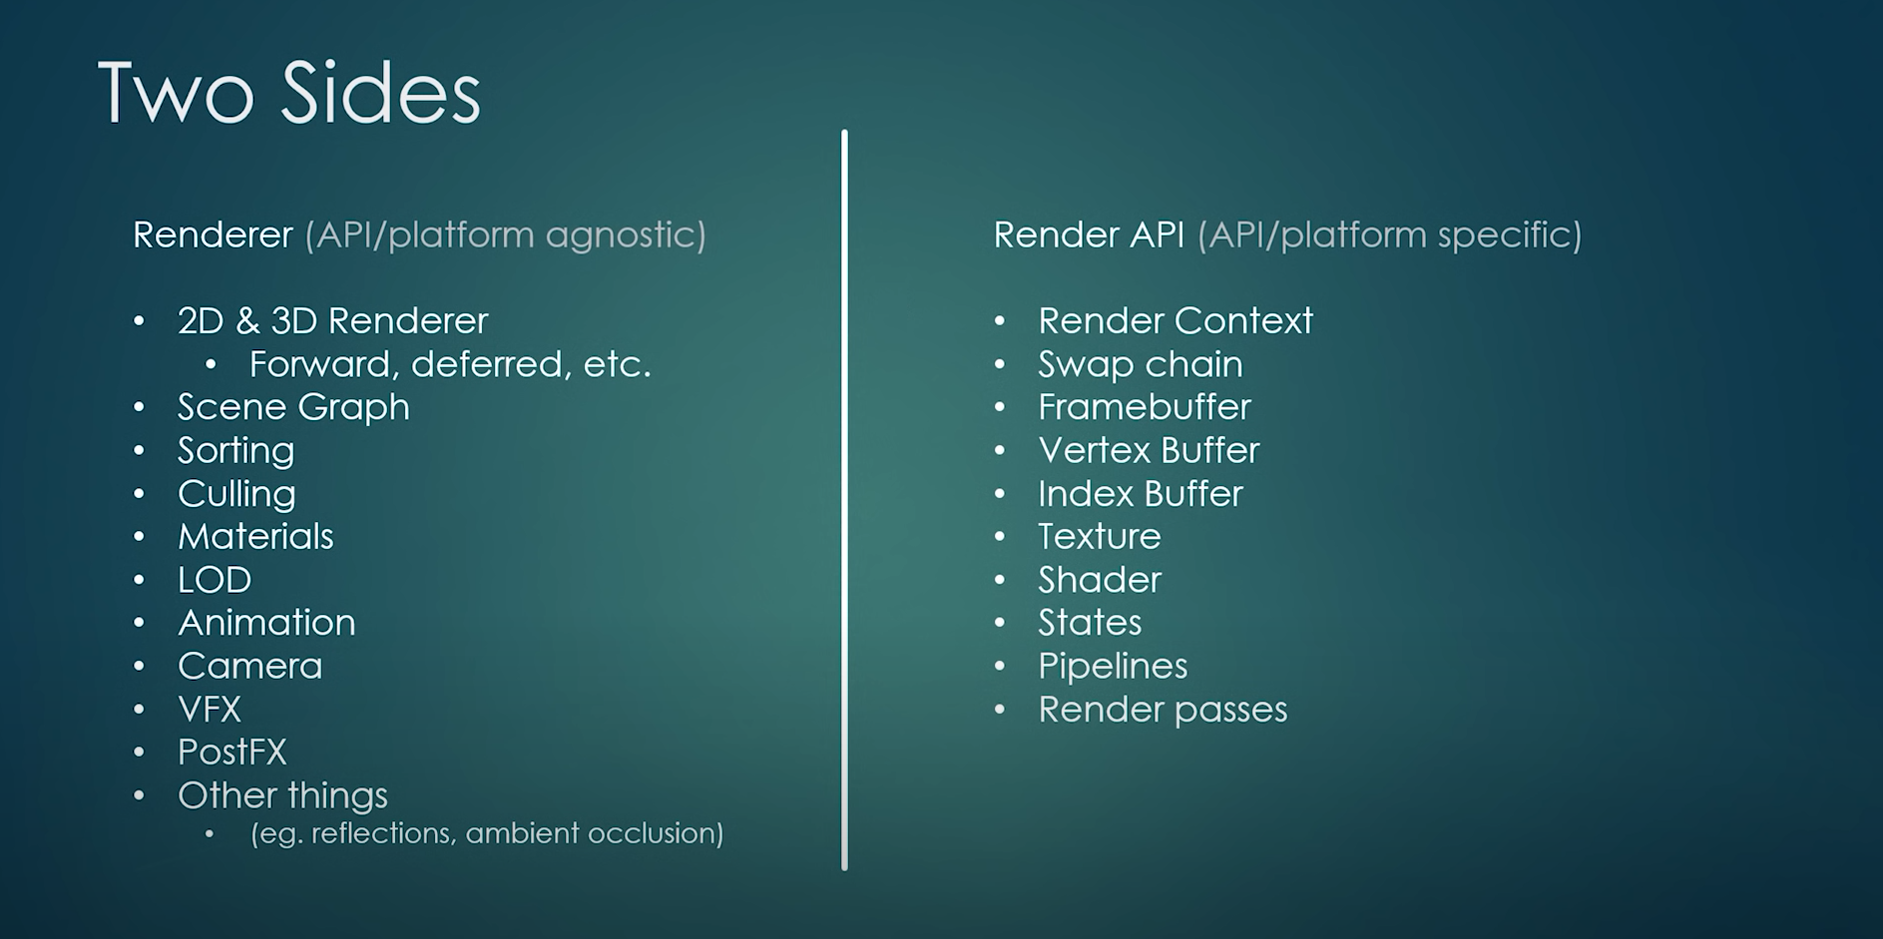 Two Sides
Renderer (API/platform agnostic)
• 2D & 3D Renderer
• Forward, deferred, etc.
• Scene Graph
• Sorting
• Culling
• Materials
• LOD
• Animation
• Camera
• VFX
• PostFX
• Other things
• (eg. reflections, ambient occlusion)
Render API (API/platform specific)
• Render Context
• Swap chain
• Framebuffer
• Vertex Buffer
• Index Buffer
• Texture
• Shader
• States
• Pipelines
• Render passes